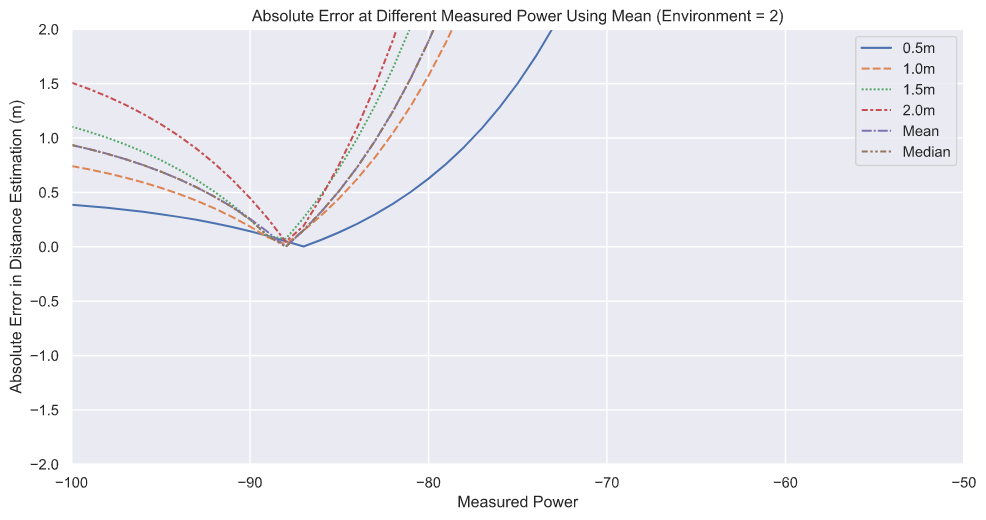 Absolute Error at Different Measured Power Using Mean (Environment = 2)
Absolute Error in Distance Estimation (m)
2.0
1.5
1.0
0.5
0.0
−0.5
−1.0
−1.5
−2.0
0.5m
1.0m
1.5m
2.0m
Mean
Median
−100 −90 −80 −70 −60 −50
Measured Power